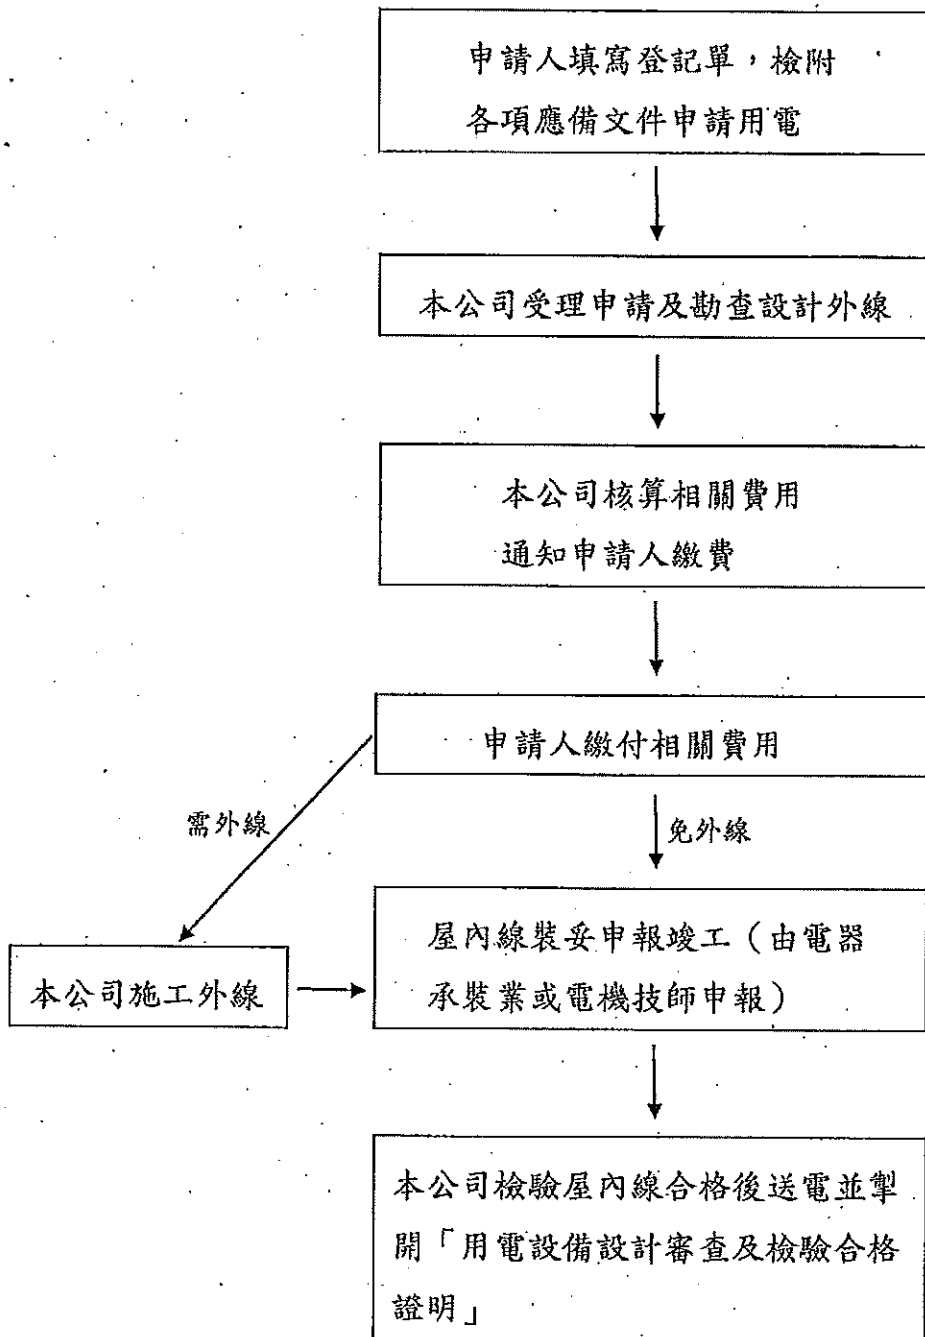 申請人填寫登記單，檢附
各項應備文件申請用電
本公司受理申請及勘查設計外線
本公司核算相關費用
通知申請人繳費
申請人繳付相關費用
需外線
免外線
本公司施工外線
屋內線裝妥申報竣工（由電器
承裝業或電機技師申報）
本公司檢驗屋內線合格後送電並掣
開「用電設備設計審查及檢驗合格
證明」